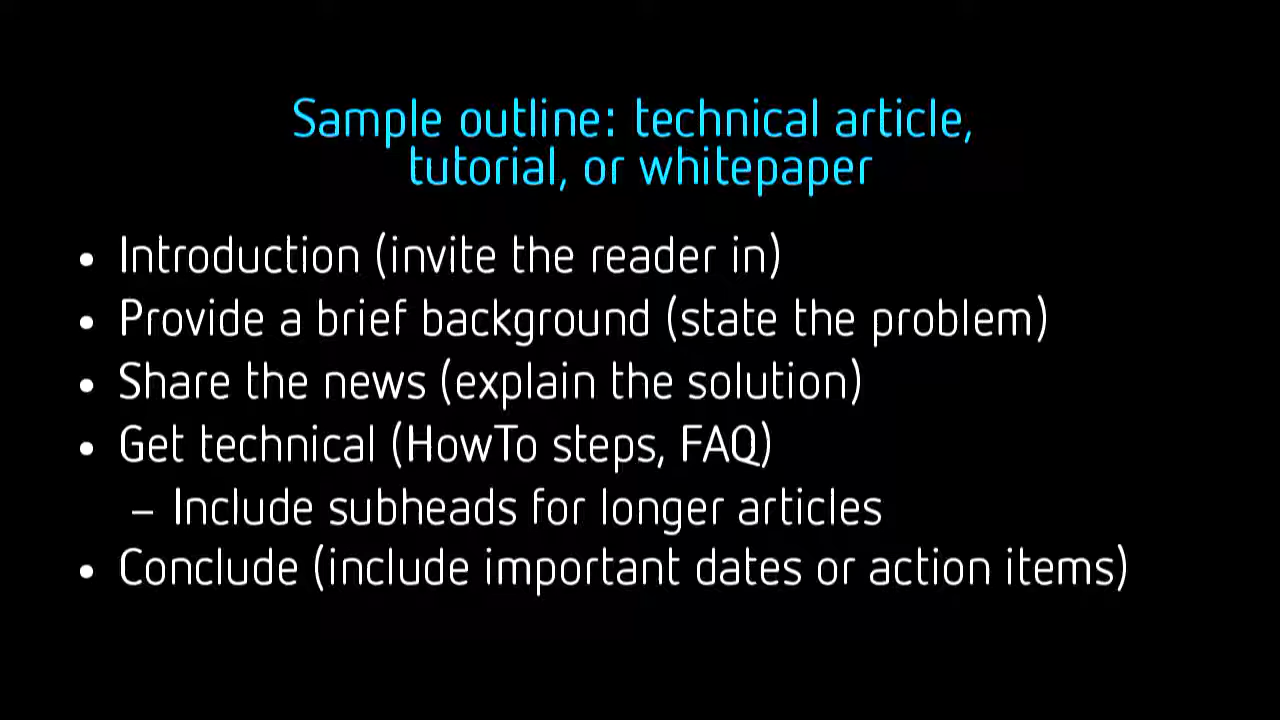 Sample outline: technical article,
tutorial, or whitepaper
• Introduction (invite the reader in)
• Provide a brief background (state the problem)
• Share the news (explain the solution)
• Get technical (HowTo steps, FAQ)
– Include subheads for longer articles
• Conclude (include important dates or action items)